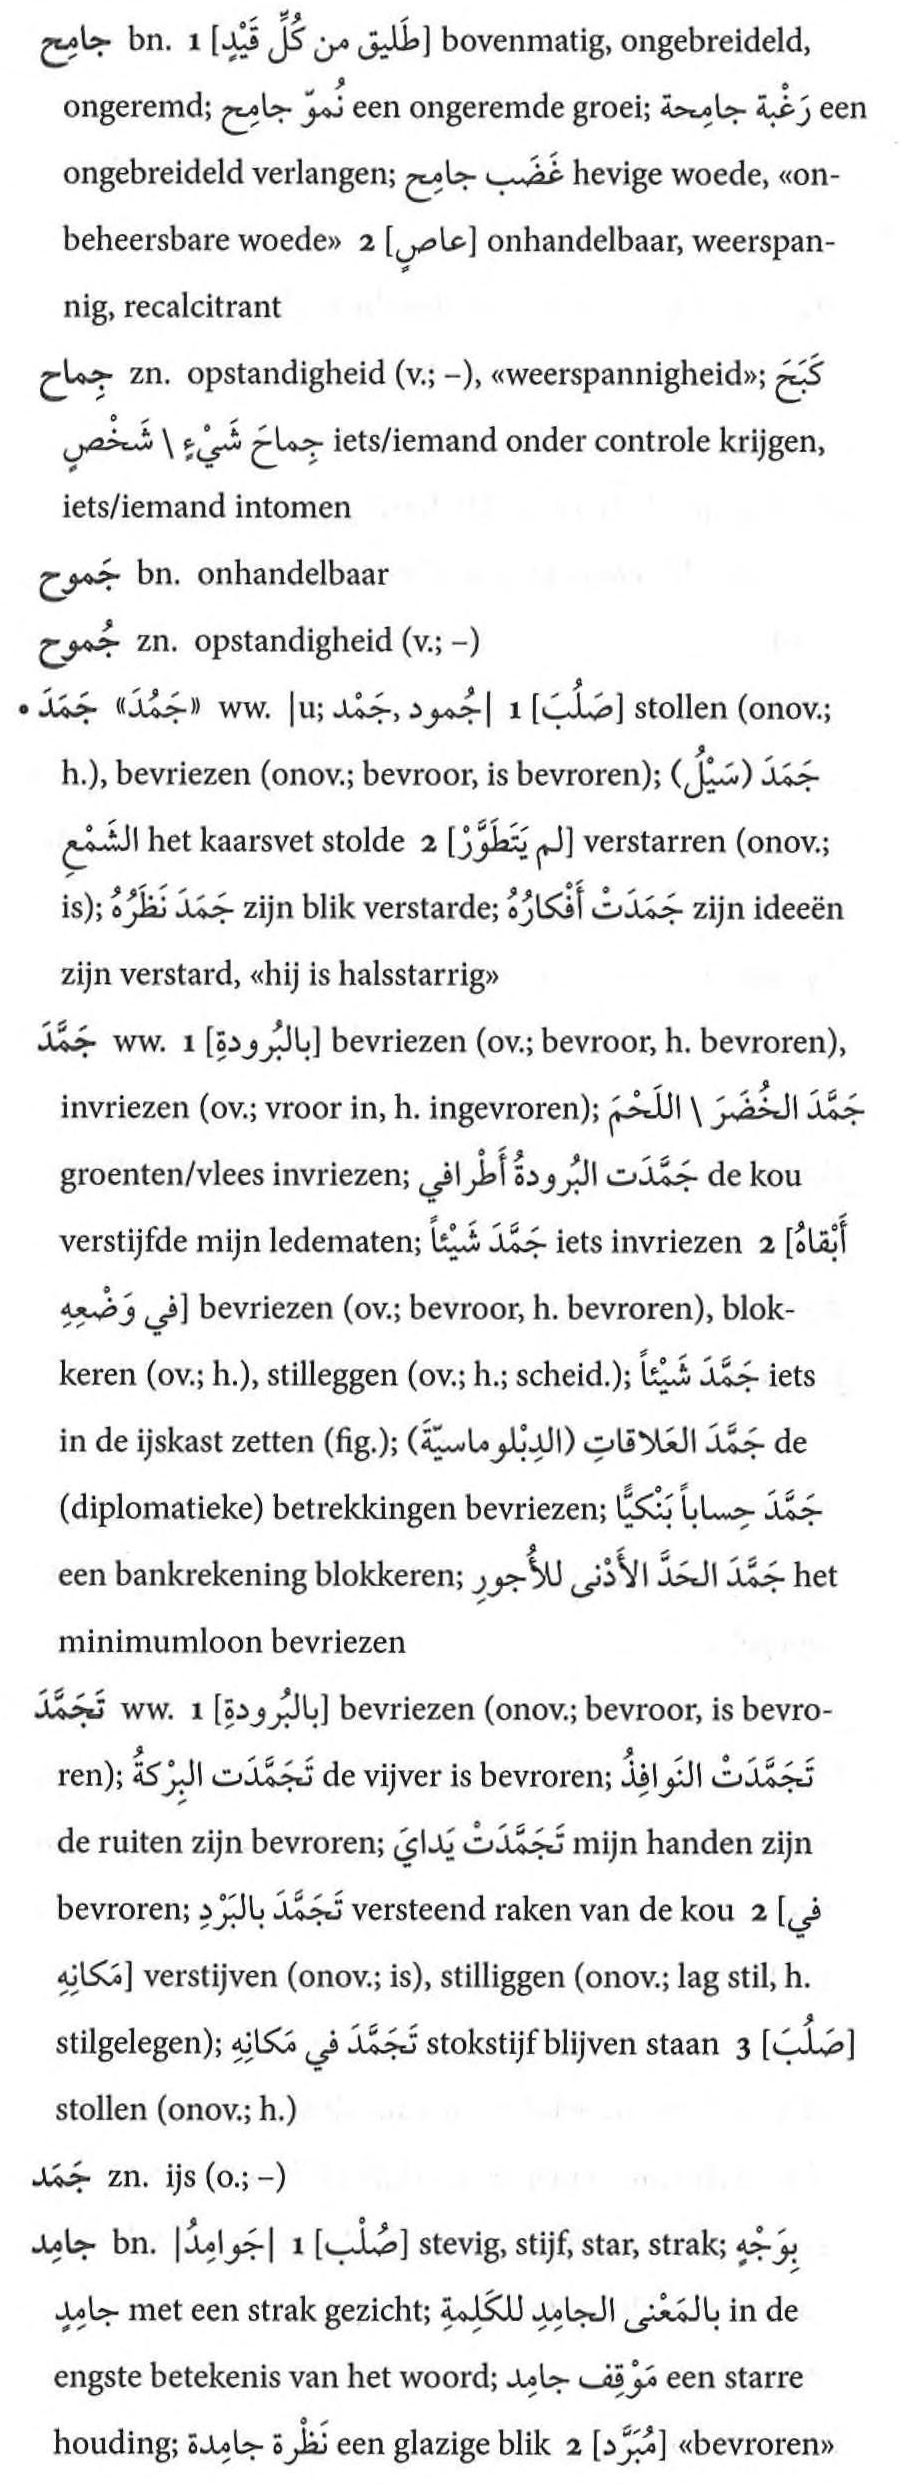 جامِح bn. 1 [طَليق من كُلِّ قَيْدٍ] bovenmatig, ongebreideld,
ongeremd; نُموّ جامِح een ongeremde groei; رَغْبة جامِحة een
ongebreideld verlangen; غَضَب جامِح hevige woede, «on-
beheersbare woede» 2 [عاصٍ] onhandelbaar, weerspan-
nig, recalcitrant
جِماح zn. opstandigheid (v.; –), «weerspannigheid»; كَبَحَ
جِماحَ شَيْءٍ \ شَخْصٍ iets/iemand onder controle krijgen,
iets/iemand intomen
جَموح bn. onhandelbaar
جُموح zn. opstandigheid (v.; –)
• جَمَدَ «جَمُدَ» ww. |u; جُمود, جَمْد| 1 [صَلُبَ] stollen (onov.;
h.), bevriezen (onov.; bevroor, is bevroren); جَمَدَ (سَيْلُ)
الشَمْعِ het kaarsvet stolde 2 [لم يَتَطَوَّرْ] verstarren (onov.;
is); جَمَدَ نَظَرُهُ zijn blik verstarde; جَمَدَتْ أَفْكارُهُ zijn ideeën
zijn verstard, «hij is halsstarrig»
جَمَّدَ ww. 1 [بالبُرودةِ] bevriezen (ov.; bevroor, h. bevroren),
invriezen (ov.; vroor in, h. ingevroren); جَمَّدَ الخُضَرَ \ اللَحْمَ
groenten/vlees invriezen; جَمَّدَت البُرودةُ أَطْرافي de kou
verstijfde mijn ledematen; جَمَّدَ شَيْئاً iets invriezen 2 [أَبْقاهُ
في وَضْعِهِ] bevriezen (ov.; bevroor, h. bevroren), blok-
keren (ov.; h.), stilleggen (ov.; h.; scheid.); جَمَّدَ شَيْئاً iets
in de ijskast zetten (fig.); جَمَّدَ العَلاقاتِ (الدِبْلوماسيّةَ) de
(diplomatieke) betrekkingen bevriezen; جَمَّدَ حِساباً بَنْكيًّا
een bankrekening blokkeren; جَمَّدَ الحَدَّ الأَدْنى للأُجورِ het
minimumloon bevriezen
تَجَمَّدَ ww. 1 [بالبُرودةِ] bevriezen (onov.; bevroor, is bevro-
ren); تَجَمَّدَت البِرْكةُ de vijver is bevroren; تَجَمَّدَتْ النَوافِذُ
de ruiten zijn bevroren; تَجَمَّدَتْ يَدايَ mijn handen zijn
bevroren; تَجَمَّدَ بالبَرْدِ versteend raken van de kou 2 [في
مَكانِهِ] verstijven (onov.; is), stilliggen (onov.; lag stil, h.
stilgelegen); تَجَمَّدَ في مَكانِهِ stokstijf blijven staan 3 [صَلُبَ]
stollen (onov.; h.)
جَمَد zn. ijs (o.; –)
جامِد bn. |جَوامِدُ| 1 [صُلْب] stevig, stijf, star, strak; بِوَجْهٍ
جامِدٍ met een strak gezicht; بالمَعْنى الجامِدِ للكَلِمةِ in de
engste betekenis van het woord; مَوْقِف جامِد een starre
houding; نَظْرة جامِدة een glazige blik 2 [مُبَرَّد] «bevroren»